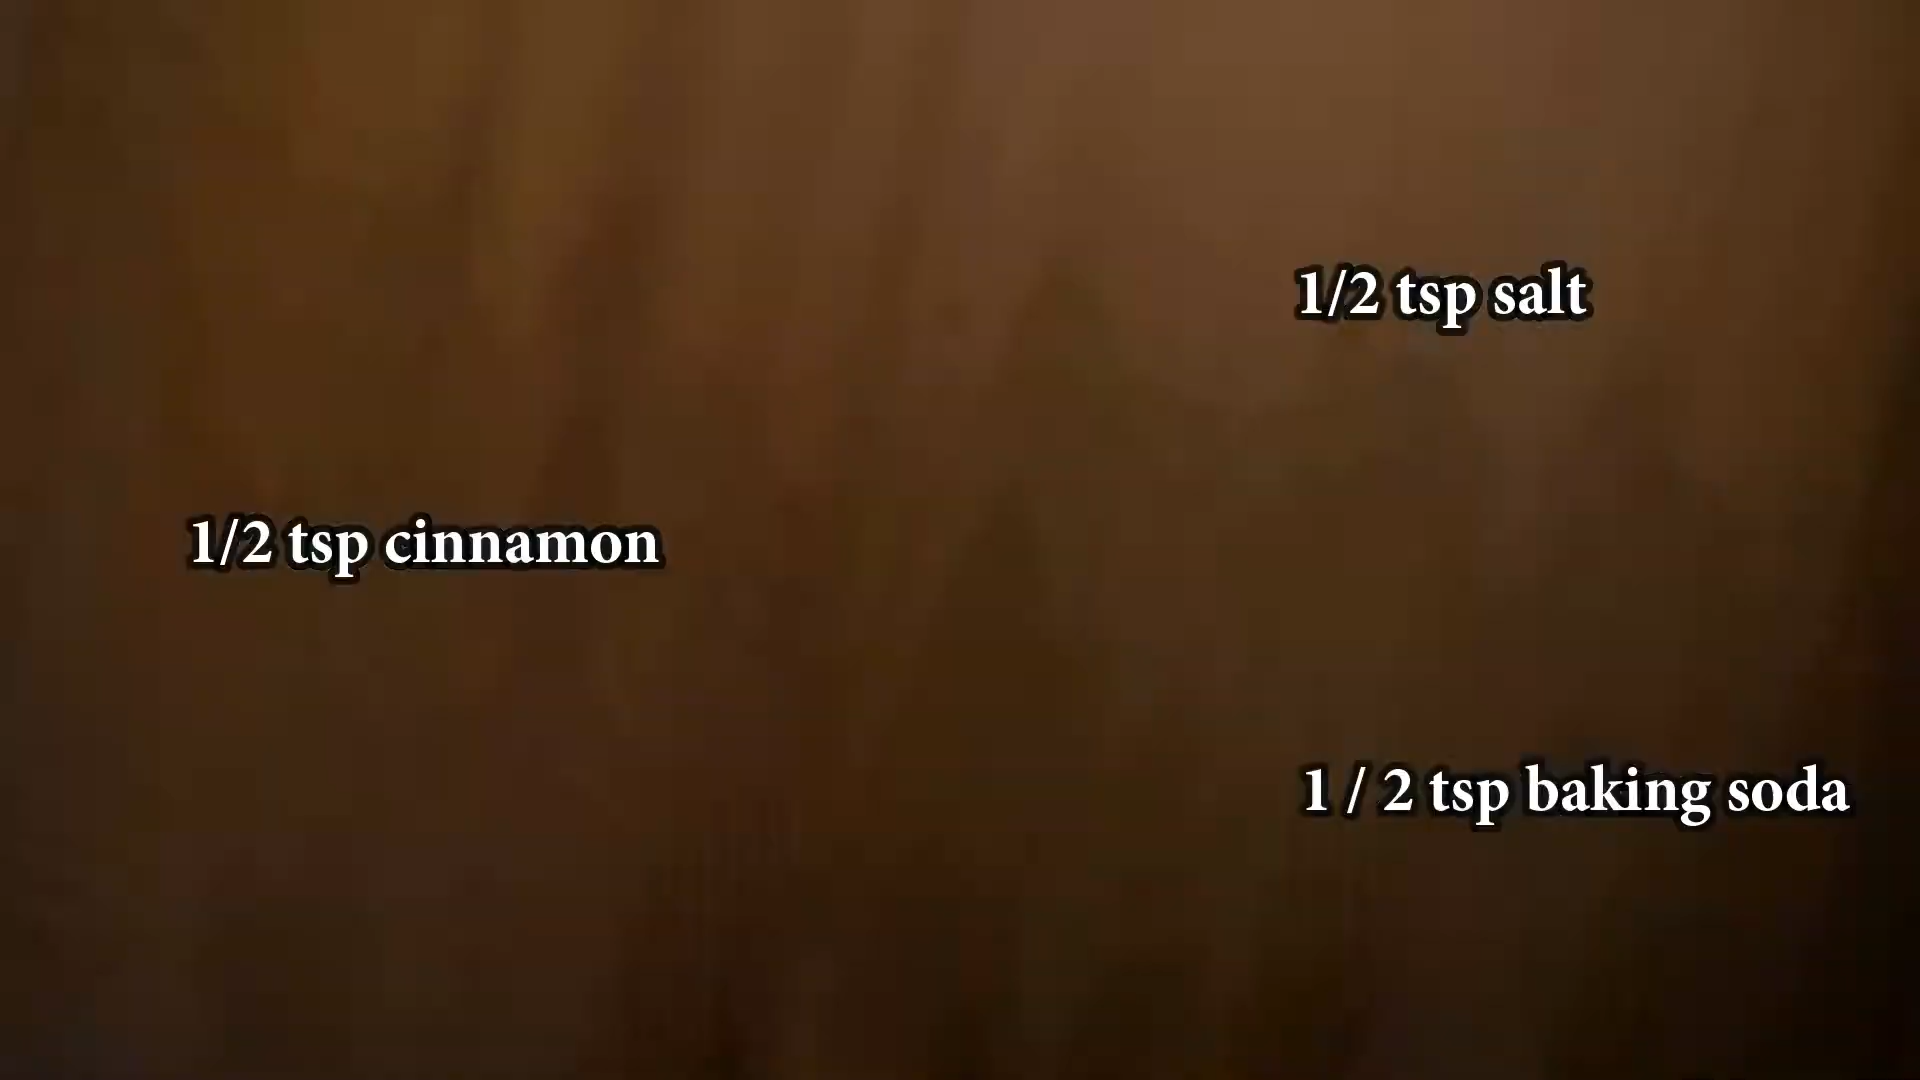 1/2 tsp salt
1/2 tsp cinnamon
1 / 2 tsp baking soda